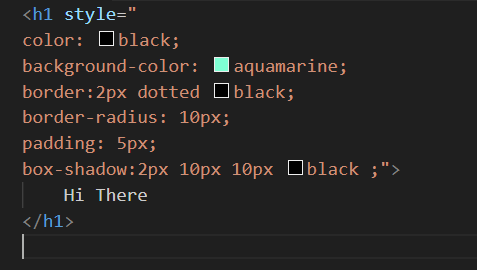 <h1 style="
color: black;
background-color: aquamarine;
border:2px dotted black;
border-radius: 10px;
padding: 5px;
box-shadow:2px 10px 10px black ;">
Hi There
</h1>